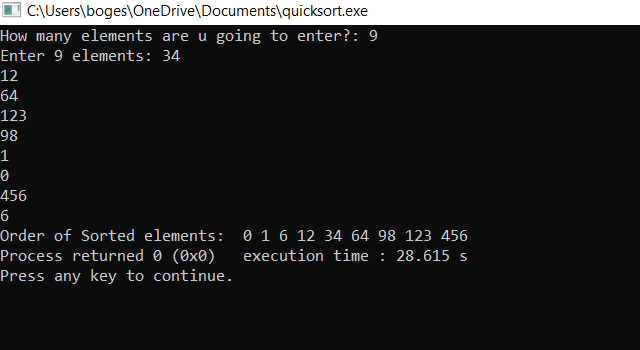 C:\Users\boges\OneDrive\Documents\quicksort.exe
How many elements are u going to enter?: 9
Enter 9 elements: 34
12
64
123
98
1
0
456
6
Order of Sorted elements:  0 1 6 12 34 64 98 123 456
Process returned 0 (0x0)   execution time : 28.615 s
Press any key to continue.